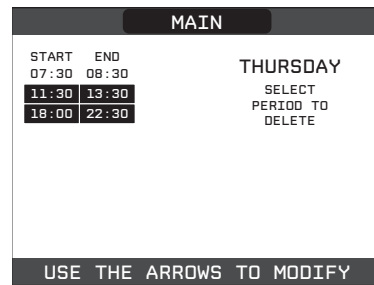 MAIN
START END
07:30 08:30
11:30 13:30
18:00 22:30
THURSDAY
SELECT
PERIOD TO
DELETE
USE THE ARROWS TO MODIFY